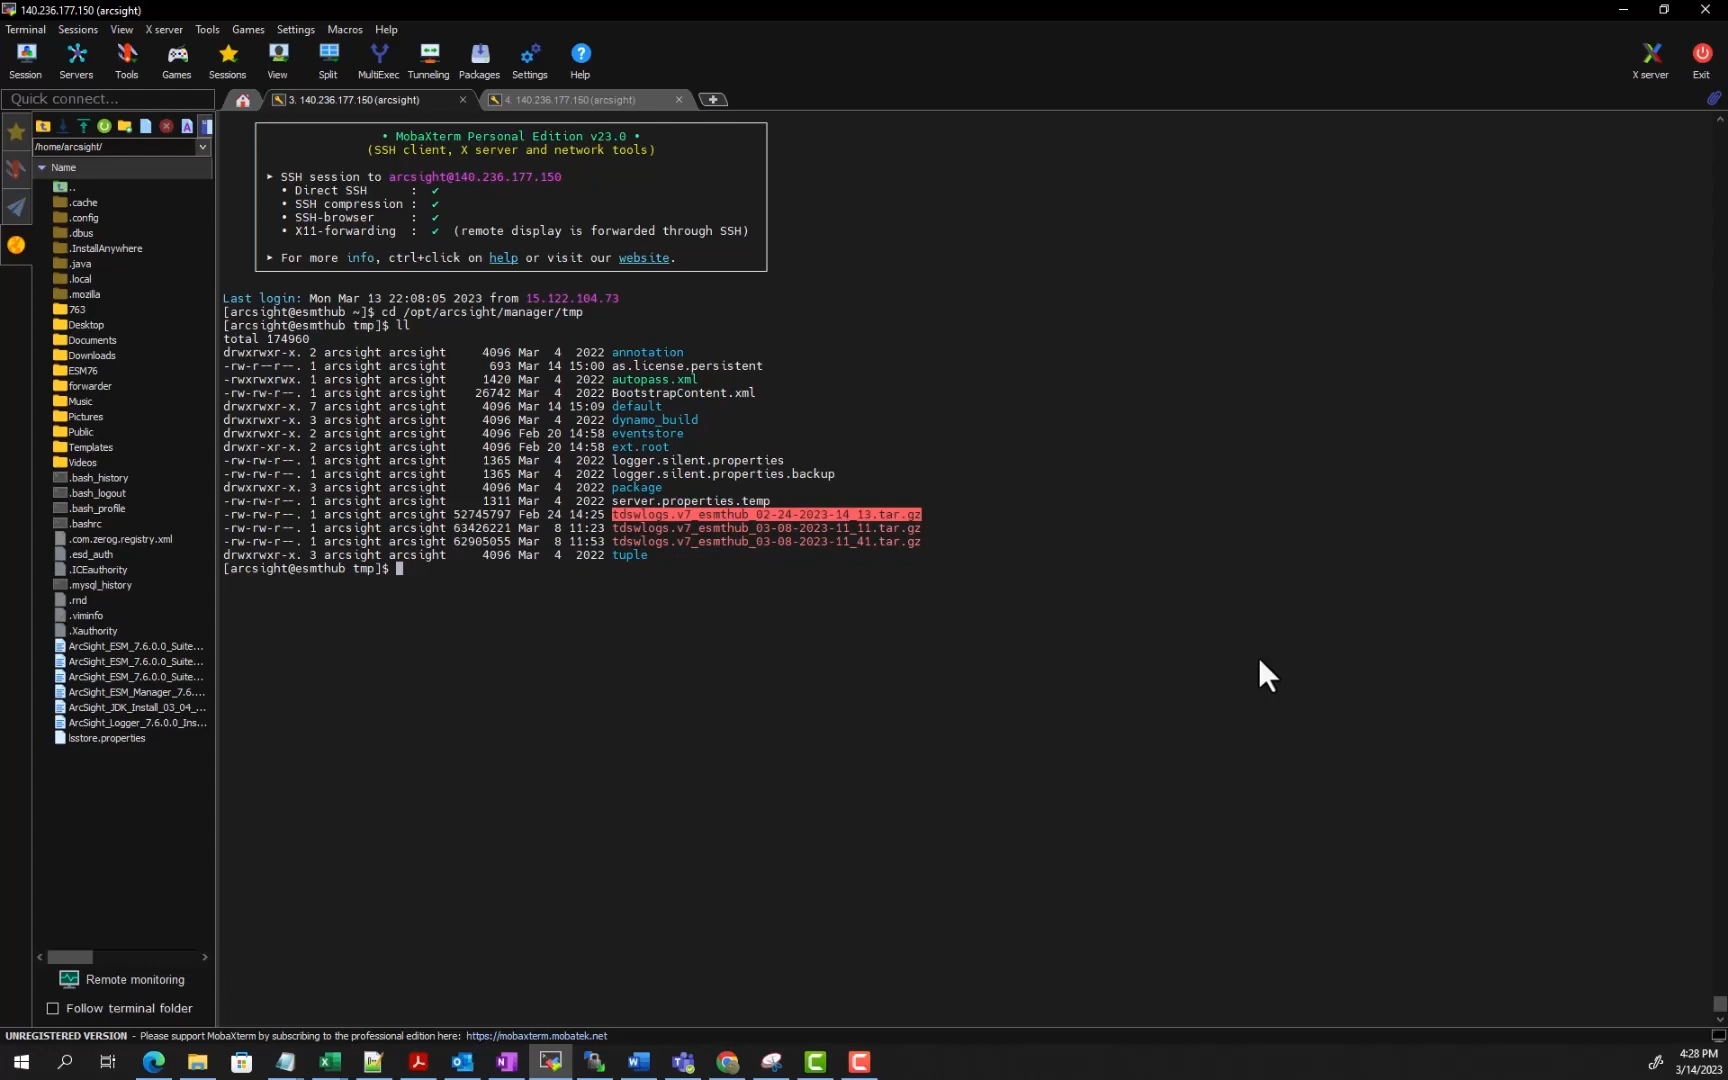 140.236.177.150 (arcsight)
Terminal Sessions View X server Tools Games Settings Macros Help
Session Servers Tools Games Sessions View Split MultiExec Tunneling Packages Settings Help X server Exit
Quick connect...
3. 140.236.177.150 (arcsight)
4. 140.236.177.150 (arcsight)
/home/arcsight/
Name
..
.cache
.config
.dbus
.InstallAnywhere
.java
.local
.mozilla
763
Desktop
Documents
Downloads
ESM76
forwarder
Music
Pictures
Public
Templates
Videos
.bash_history
.bash_logout
.bash_profile
.bashrc
.com.zerog.registry.xml
.esd_auth
.ICEauthority
.mysql_history
.rnd
.viminfo
.Xauthority
ArcSight_ESM_7.6.0.0_Suite...
ArcSight_ESM_7.6.0.0_Suite...
ArcSight_ESM_7.6.0.0_Suite...
ArcSight_ESM_Manager_7.6....
ArcSight_JDK_Install_03_04_...
ArcSight_Logger_7.6.0.0_Ins...
lsstore.properties
Remote monitoring
Follow terminal folder
• MobaXterm Personal Edition v23.0 •
(SSH client, X server and network tools)
► SSH session to arcsight@140.236.177.150
• Direct SSH : ✔
• SSH compression : ✔
• SSH-browser : ✔
• X11-forwarding : ✔ (remote display is forwarded through SSH)
► For more info, ctrl+click on help or visit our website.
Last login: Mon Mar 13 22:08:05 2023 from 15.122.104.73
[arcsight@esmthub ~]$ cd /opt/arcsight/manager/tmp
[arcsight@esmthub tmp]$ ll
total 174960
drwxrwxr-x. 2 arcsight arcsight 4096 Mar 4 2022 annotation
-rw-r--r--. 1 arcsight arcsight 693 Mar 14 15:00 as.license.persistent
-rwxrwxrwx. 1 arcsight arcsight 1420 Mar 4 2022 autopass.xml
-rw-rw-r--. 1 arcsight arcsight 26742 Mar 4 2022 BootstrapContent.xml
drwxrwxr-x. 7 arcsight arcsight 4096 Mar 14 15:09 default
drwxrwxr-x. 3 arcsight arcsight 4096 Mar 4 2022 dynamo_build
drwxrwxr-x. 2 arcsight arcsight 4096 Feb 20 14:58 eventstore
drwxr-xr-x. 2 arcsight arcsight 4096 Feb 20 14:58 ext.root
-rw-rw-r--. 1 arcsight arcsight 1365 Mar 4 2022 logger.silent.properties
-rw-rw-r--. 1 arcsight arcsight 1365 Mar 4 2022 logger.silent.properties.backup
drwxrwxr-x. 3 arcsight arcsight 4096 Mar 4 2022 package
-rw-rw-r--. 1 arcsight arcsight 1311 Mar 4 2022 server.properties.temp
-rw-rw-r--. 1 arcsight arcsight 52745797 Feb 24 14:25 tdswlogs.v7_esmthub_02-24-2023-14_13.tar.gz
-rw-rw-r--. 1 arcsight arcsight 63426221 Mar 8 11:23 tdswlogs.v7_esmthub_03-08-2023-11_11.tar.gz
-rw-rw-r--. 1 arcsight arcsight 62905055 Mar 8 11:53 tdswlogs.v7_esmthub_03-08-2023-11_41.tar.gz
drwxrwxr-x. 3 arcsight arcsight 4096 Mar 4 2022 tuple
[arcsight@esmthub tmp]$
UNREGISTERED VERSION - Please support MobaXterm by subscribing to the professional edition here: https://mobaxterm.mobatek.net
4:28 PM
3/14/2023